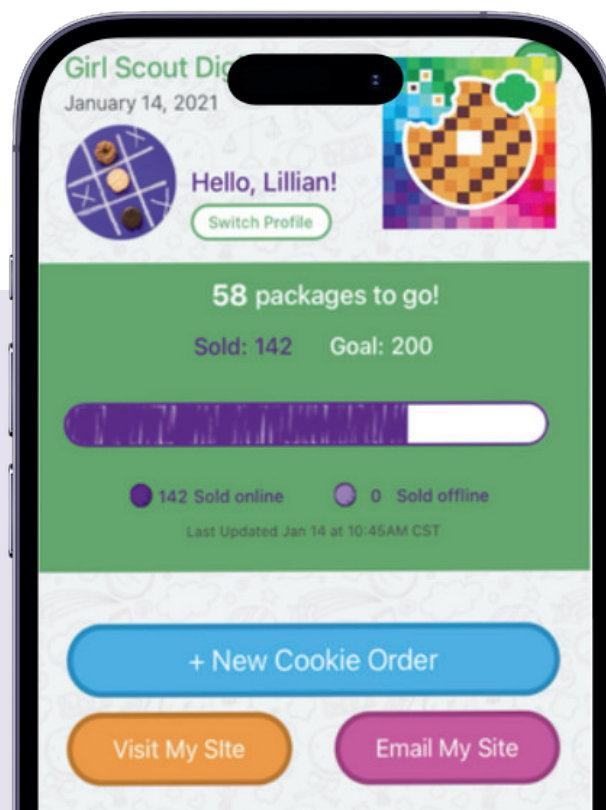 Girl Scout Dig
January 14, 2021
Hello, Lillian!
Switch Profile
58 packages to go!
Sold: 142 Goal: 200
142 Sold online 0 Sold offline
Last Updated Jan 14 at 10:45AM CST
+ New Cookie Order
Visit My SIte Email My Site